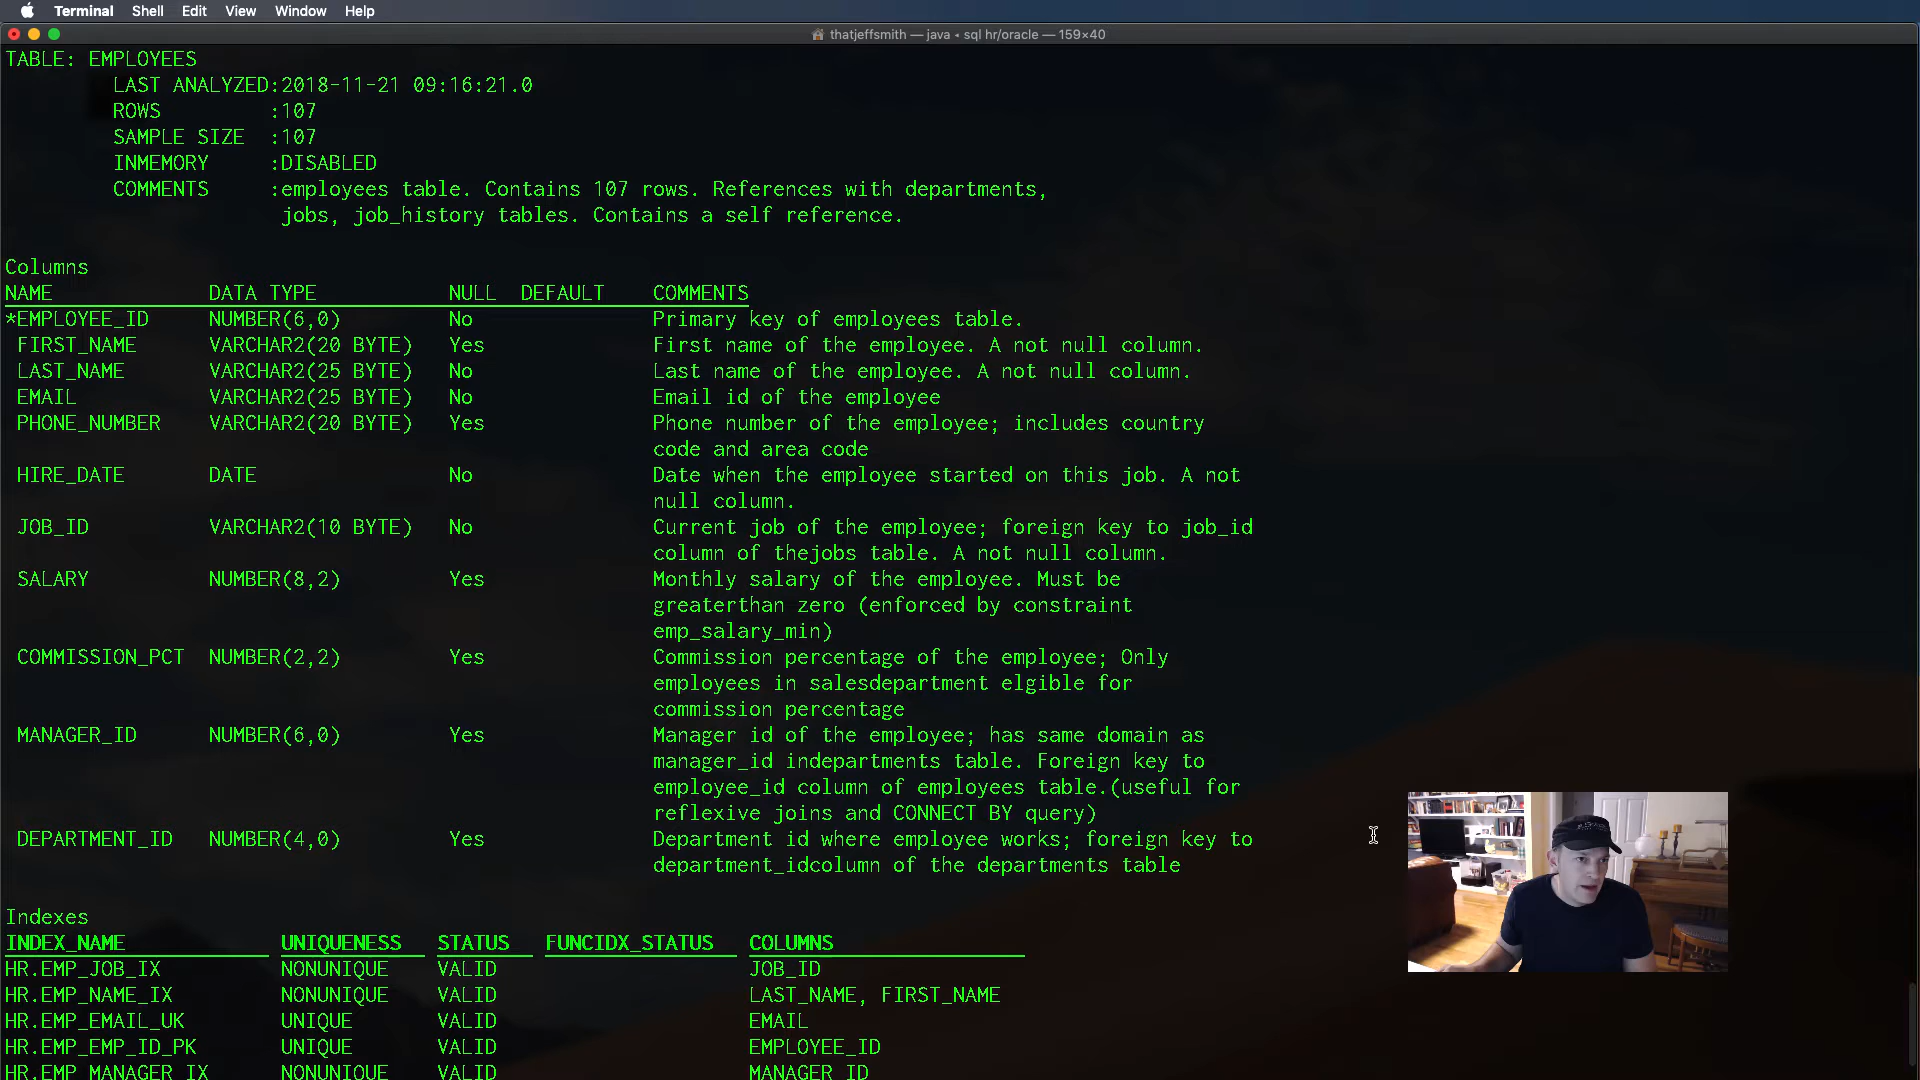 Terminal Shell Edit View Window Help
thatjeffsmith — java ◂ sql hr/oracle — 159×40
TABLE: EMPLOYEES
LAST ANALYZED:2018-11-21 09:16:21.0
ROWS :107
SAMPLE SIZE :107
INMEMORY :DISABLED
COMMENTS :employees table. Contains 107 rows. References with departments,
jobs, job_history tables. Contains a self reference.
Columns
NAME DATA TYPE NULL DEFAULT COMMENTS
*EMPLOYEE_ID NUMBER(6,0) No Primary key of employees table.
FIRST_NAME VARCHAR2(20 BYTE) Yes First name of the employee. A not null column.
LAST_NAME VARCHAR2(25 BYTE) No Last name of the employee. A not null column.
EMAIL VARCHAR2(25 BYTE) No Email id of the employee
PHONE_NUMBER VARCHAR2(20 BYTE) Yes Phone number of the employee; includes country
code and area code
HIRE_DATE DATE No Date when the employee started on this job. A not
null column.
JOB_ID VARCHAR2(10 BYTE) No Current job of the employee; foreign key to job_id
column of thejobs table. A not null column.
SALARY NUMBER(8,2) Yes Monthly salary of the employee. Must be
greaterthan zero (enforced by constraint
emp_salary_min)
COMMISSION_PCT NUMBER(2,2) Yes Commission percentage of the employee; Only
employees in salesdepartment elgible for
commission percentage
MANAGER_ID NUMBER(6,0) Yes Manager id of the employee; has same domain as
manager_id indepartments table. Foreign key to
employee_id column of employees table.(useful for
reflexive joins and CONNECT BY query)
DEPARTMENT_ID NUMBER(4,0) Yes Department id where employee works; foreign key to
department_idcolumn of the departments table
Indexes
INDEX_NAME UNIQUENESS STATUS FUNCIDX_STATUS COLUMNS
HR.EMP_JOB_IX NONUNIQUE VALID JOB_ID
HR.EMP_NAME_IX NONUNIQUE VALID LAST_NAME, FIRST_NAME
HR.EMP_EMAIL_UK UNIQUE VALID EMAIL
HR.EMP_EMP_ID_PK UNIQUE VALID EMPLOYEE_ID
HR.EMP_MANAGER_IX NONUNIQUE VALID MANAGER_ID